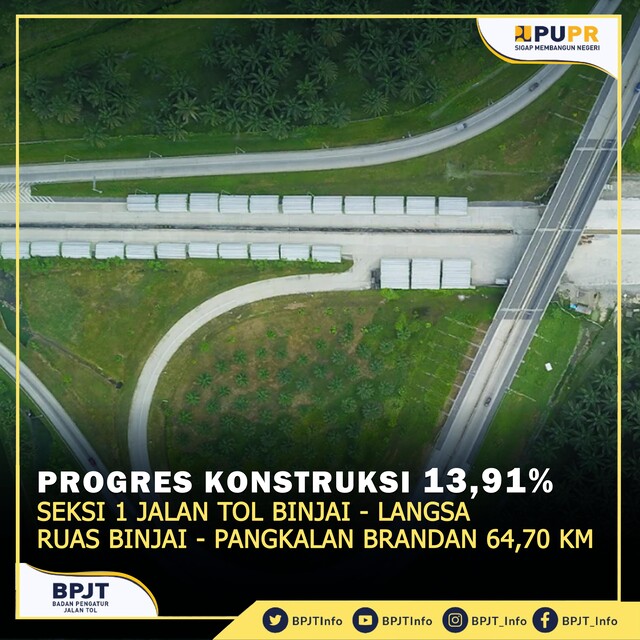 PUPR
SIGAP MEMBANGUN NEGERI
PROGRES KONSTRUKSI 13,91%
SEKSI 1 JALAN TOL BINJAI - LANGSA
RUAS BINJAI - PANGKALAN BRANDAN 64,70 KM
BPJT
BADAN PENGATUR
JALAN TOL
BPJTInfo
BPJTInfo
BPJT_Info
BPJT_Info